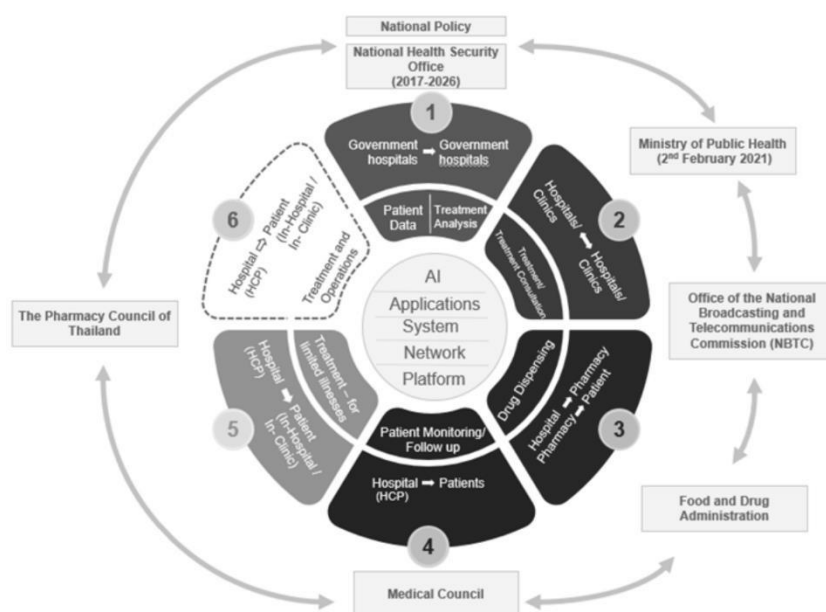 National Policy
National Health Security
Office
(2017-2026)
1
Government
hospitals
Government
hospitals
Patient
Data
Treatment
Analysis
Ministry of Public Health
(2nd February 2021)
2
Hospitals/
Clinics
Hospitals/
Clinics
Treatment/
Treatment Consultation
Office of the National
Broadcasting and
Telecommunications
Commission (NBTC)
3
Drug Dispensing
Hospital
Pharmacy
Pharmacy
Patient
Food and Drug
Administration
4
Patient Monitoring/
Follow up
Hospital
(HCP)
Patients
Medical Council
5
Treatment – for
limited illnesses
Hospital
(HCP)
Patient
(In-Hospital /
In- Clinic)
The Pharmacy Council of
Thailand
6
Hospital
(HCP)
Patient
(In-Hospital /
In- Clinic)
Treatment and
Operations
AI
Applications
System
Network
Platform